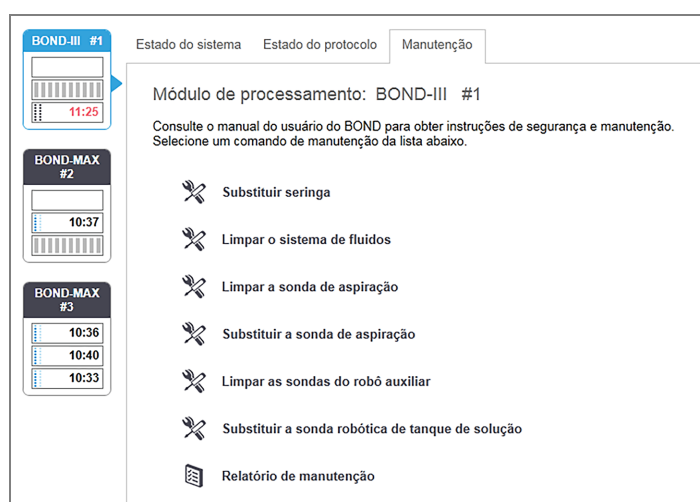 BOND-III #1
11:25
BOND-MAX
#2
10:37
BOND-MAX
#3
10:36
10:40
10:33
Estado do sistema Estado do protocolo Manutenção
Módulo de processamento: BOND-III #1
Consulte o manual do usuário do BOND para obter instruções de segurança e manutenção.
Selecione um comando de manutenção da lista abaixo.
Substituir seringa
Limpar o sistema de fluidos
Limpar a sonda de aspiração
Substituir a sonda de aspiração
Limpar as sondas do robô auxiliar
Substituir a sonda robótica de tanque de solução
Relatório de manutenção